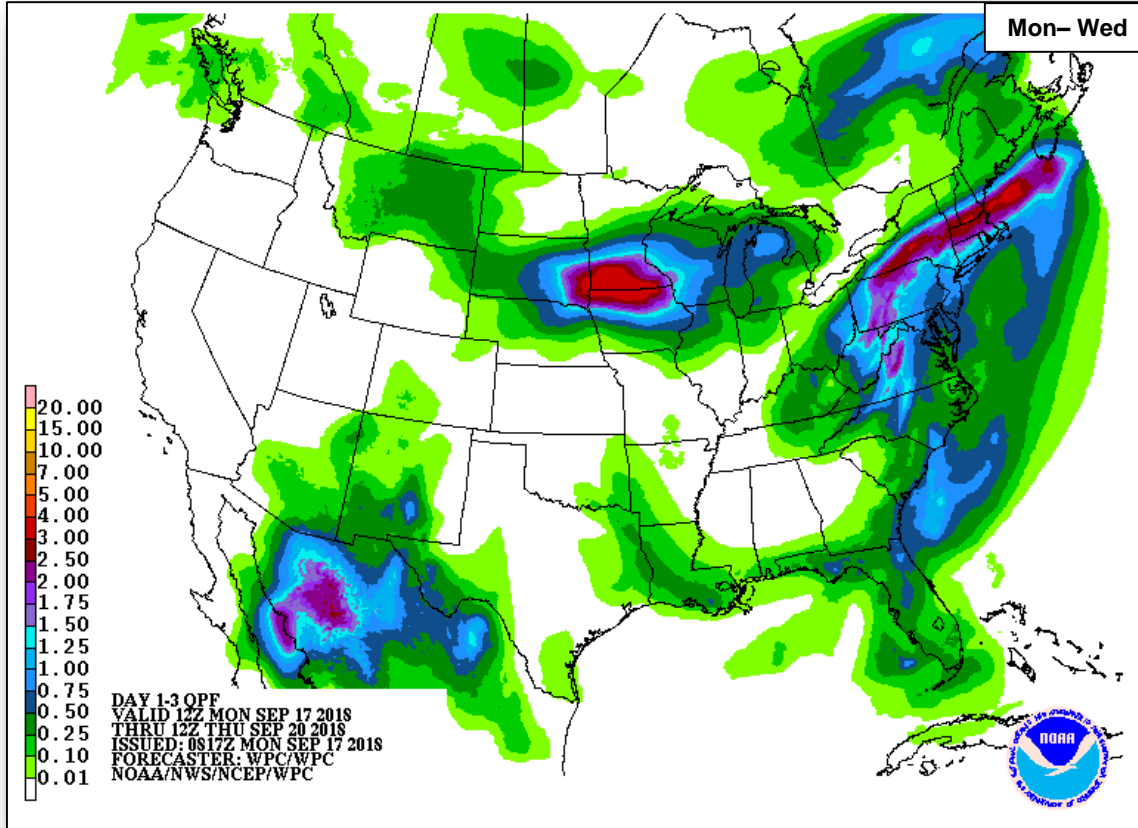 Mon– Wed
20.00
15.00
10.00
7.00
5.00
4.00
3.00
2.50
2.00
1.75
1.50
1.25
1.00
0.75
0.50
0.25
0.10
0.01
DAY 1-3 QPF
VALID 12Z MON SEP 17 2018
THRU 12Z THU SEP 20 2018
ISSUED: 0817Z MON SEP 17 2018
FORECASTER: WPC/WPC
NOAA/NWS/NCEP/WPC
NOAA